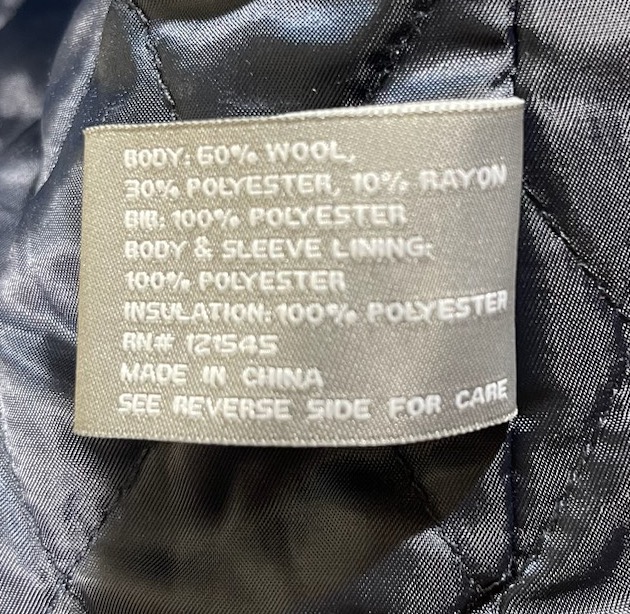 BODY: 60% WOOL,
30% POLYESTER, 10% RAYON
BIB: 100% POLYESTER
BODY & SLEEVE LINING:
100% POLYESTER
INSULATION: 100% POLYESTER
RN# 121545
MADE IN CHINA
SEE REVERSE SIDE FOR CARE